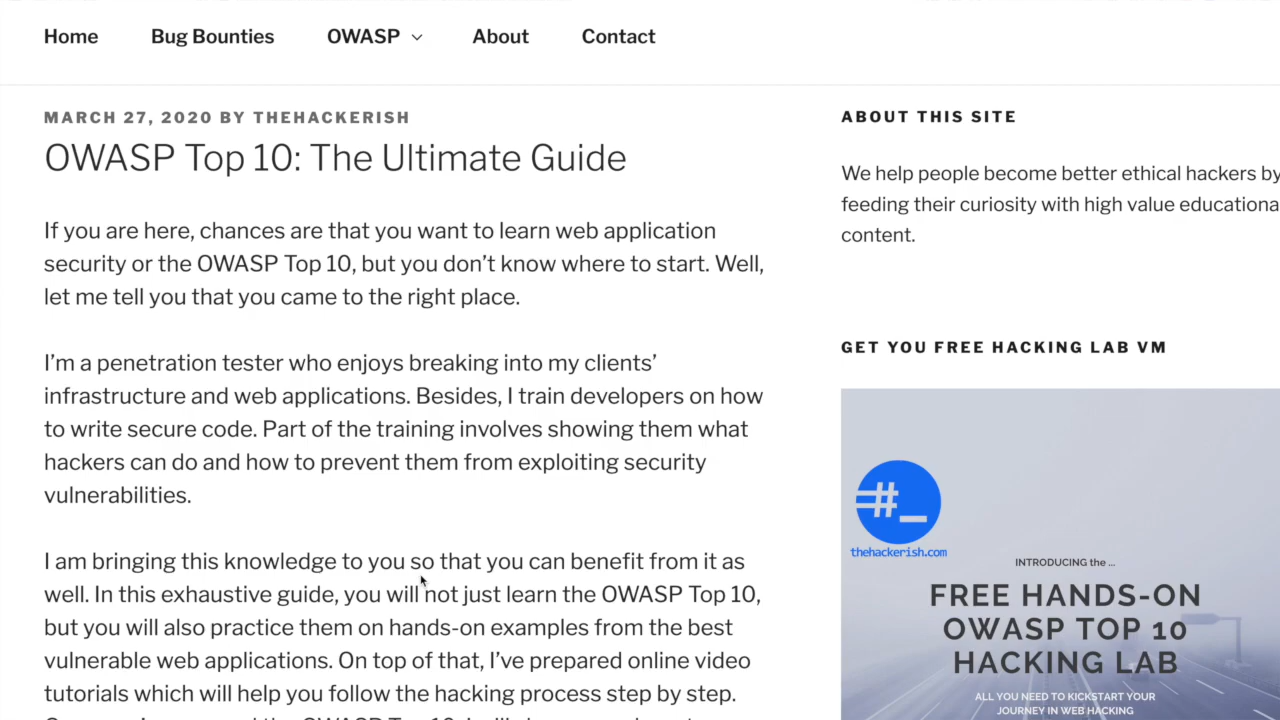 Home Bug Bounties OWASP About Contact
MARCH 27, 2020 BY THEHACKERISH
OWASP Top 10: The Ultimate Guide
If you are here, chances are that you want to learn web application
security or the OWASP Top 10, but you don’t know where to start. Well,
let me tell you that you came to the right place.
I’m a penetration tester who enjoys breaking into my clients’
infrastructure and web applications. Besides, I train developers on how
to write secure code. Part of the training involves showing them what
hackers can do and how to prevent them from exploiting security
vulnerabilities.
I am bringing this knowledge to you so that you can benefit from it as
well. In this exhaustive guide, you will not just learn the OWASP Top 10,
but you will also practice them on hands-on examples from the best
vulnerable web applications. On top of that, I’ve prepared online video
tutorials which will help you follow the hacking process step by step.
ABOUT THIS SITE
We help people become better ethical hackers by
feeding their curiosity with high value educationa
content.
GET YOU FREE HACKING LAB VM
#_
thehackerish.com
INTRODUCING the ...
FREE HANDS-ON
OWASP TOP 10
HACKING LAB
ALL YOU NEED TO KICKSTART YOUR
JOURNEY IN WEB HACKING